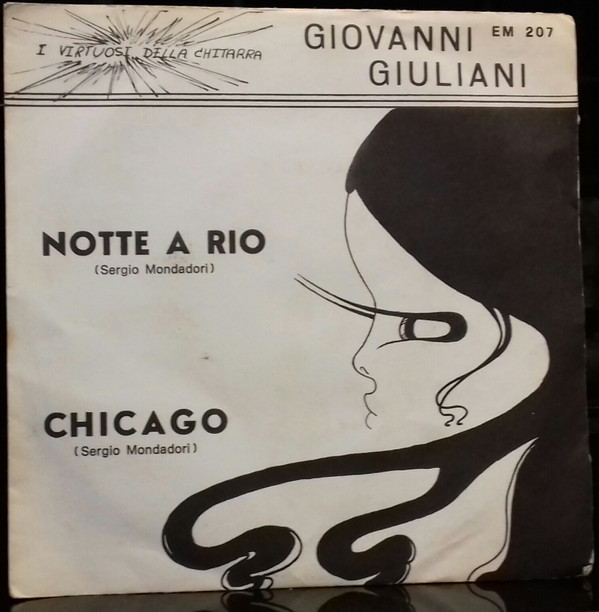 I VIRTUOSI DELLA CHITARRA
GIOVANNI
GIULIANI
EM 207
NOTTE A RIO
(Sergio Mondadori)
CHICAGO
(Sergio Mondadori)